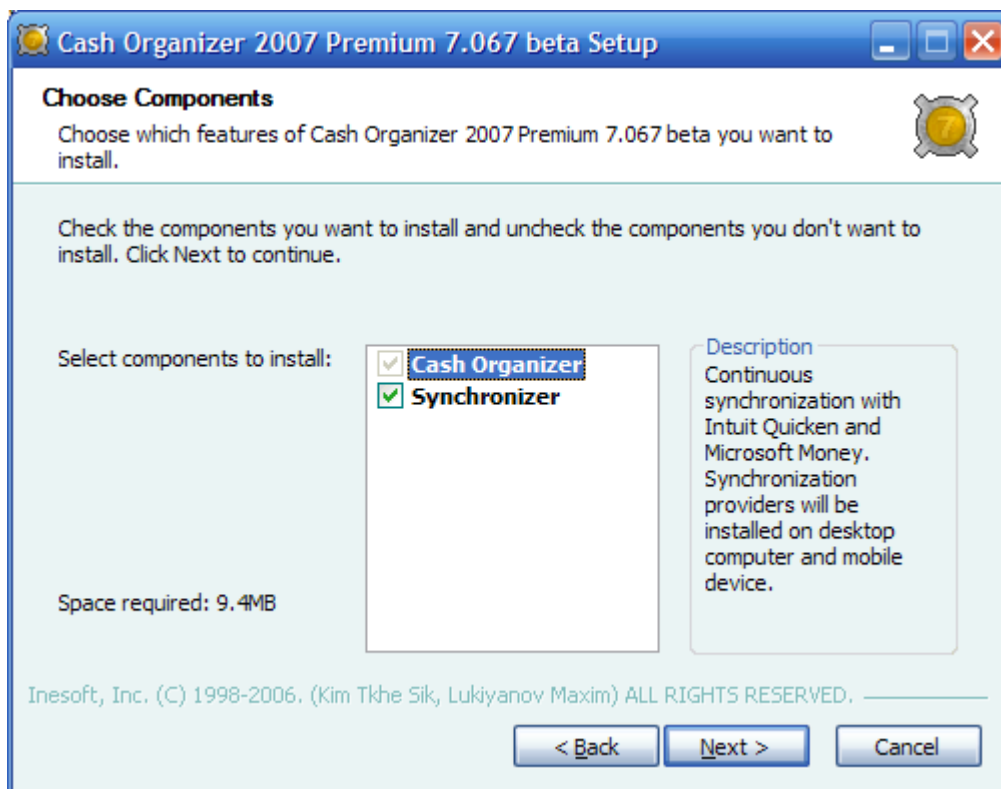 Cash Organizer 2007 Premium 7.067 beta Setup
Choose Components
Choose which features of Cash Organizer 2007 Premium 7.067 beta you want to
install.
7
Check the components you want to install and uncheck the components you don't want to
install. Click Next to continue.
Select components to install:
Cash Organizer
Synchronizer
Description
Continuous
synchronization with
Intuit Quicken and
Microsoft Money.
Synchronization
providers will be
installed on desktop
computer and mobile
device.
Space required: 9.4MB
Inesoft, Inc. (C) 1998-2006. (Kim Tkhe Sik, Lukiyanov Maxim) ALL RIGHTS RESERVED.
< Back
Next >
Cancel